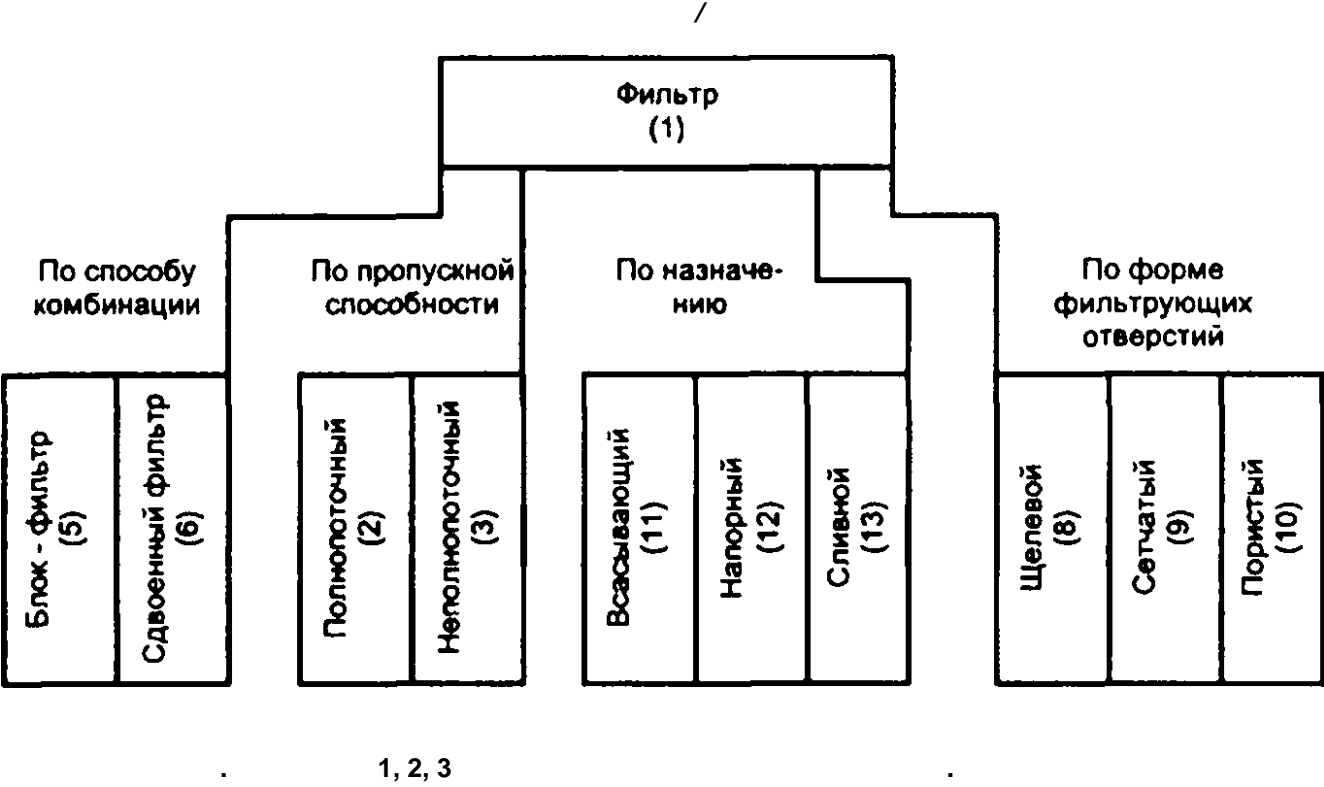 /
Фильтр
(1)
По способу
комбинации
По пропускной
способности
По назначе-
нию
По форме
фильтрующих
отверстий
Блок - фильтр
(5)
Сдвоенный фильтр
(6)
Полнопоточный
(2)
Неполнопоточный
(3)
Всасывающий
(11)
Напорный
(12)
Сливной
(13)
Щелевой
(8)
Сетчатый
(9)
Пористый
(10)
. 1, 2, 3 .